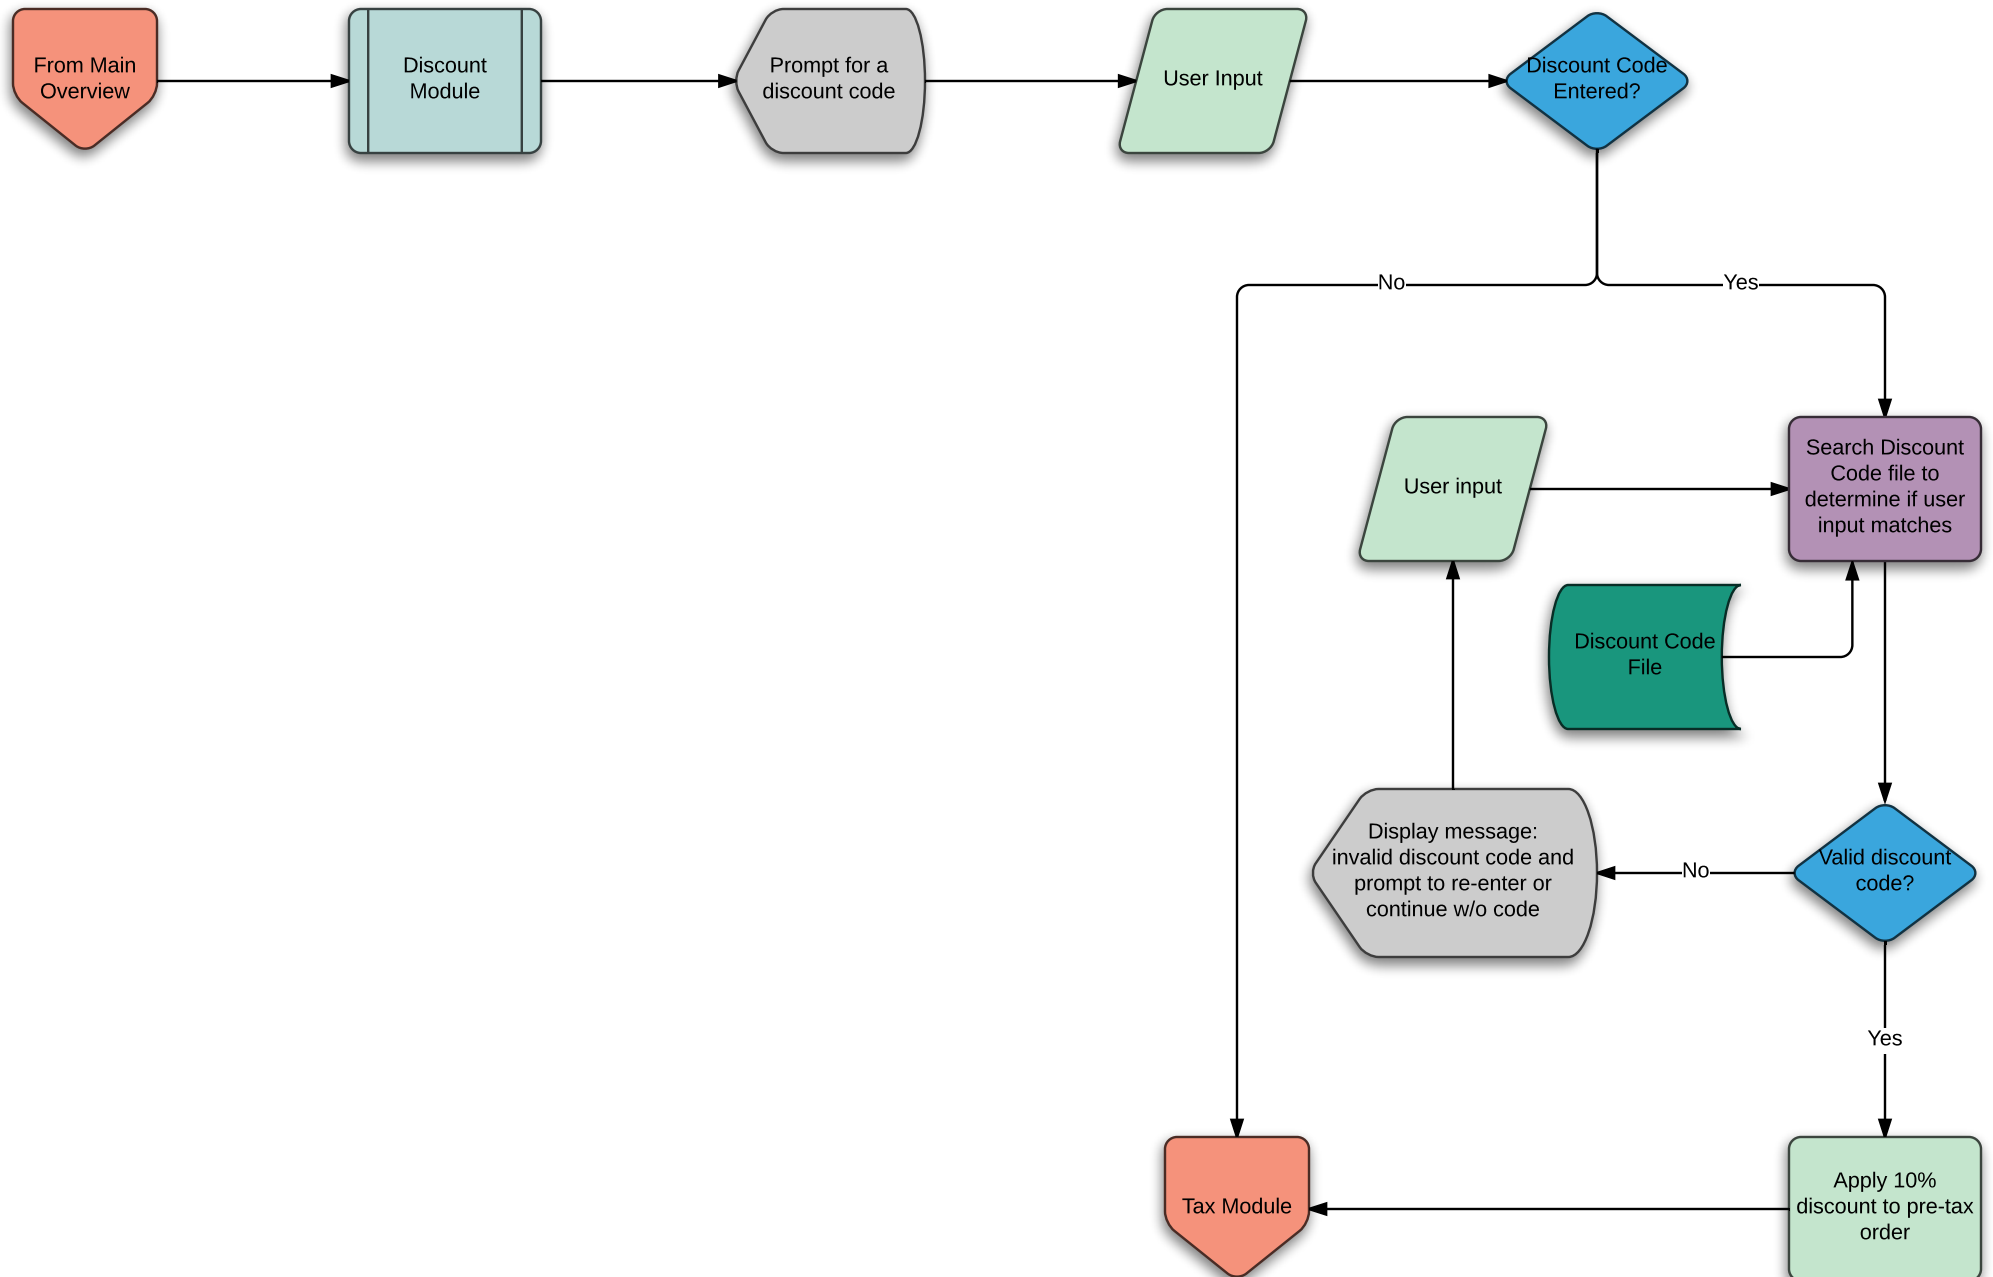 From Main
Overview
Discount
Module
Prompt for a
discount code
User Input
Discount Code
Entered?
No
Yes
User input
Search Discount
Code file to
determine if user
input matches
Discount Code
File
Display message:
invalid discount code and
prompt to re-enter or
continue w/o code
No
Valid discount
code?
Yes
Tax Module
Apply 10%
discount to pre-tax
order